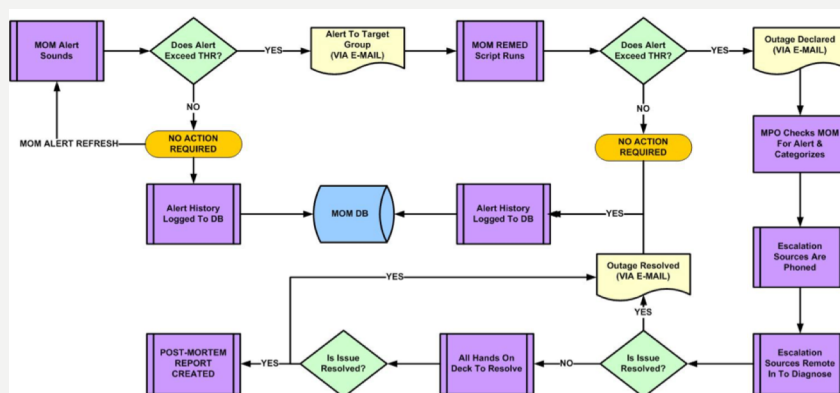 MOM Alert
Sounds
Does Alert
Exceed THR?
YES
Alert To Target
Group
(VIA E-MAIL)
MOM REMED
Script Runs
Does Alert
Exceed THR?
YES
Outage Declared
(VIA E-MAIL)
NO
NO
MOM ALERT REFRESH
NO ACTION
REQUIRED
NO ACTION
REQUIRED
MPO Checks MOM
For Alert &
Categorizes
Alert History
Logged To DB
MOM DB
Alert History
Logged To DB
YES
Escalation
Sources Are
Phoned
YES
Outage Resolved
(VIA E-MAIL)
YES
POST-MORTEM
REPORT
CREATED
YES
Is Issue
Resolved?
All Hands On
Deck To Resolve
NO
Is Issue
Resolved?
Escalation
Sources Remote
In To Diagnose